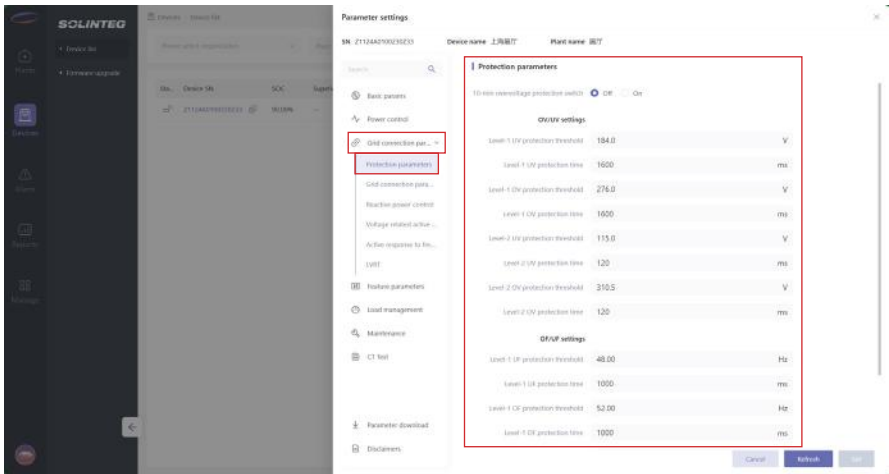 SOLINTEG
Device list
Firmware upgrade
Plants
Devices
Alarm
Reports
Manage
Devices / Device list
Device SN
SOC
Parameter settings
SN
Device name 上海展厅
Plant name 展厅
Search
Basic params
Power control
Grid connection par...
Protection parameters
Grid connection para...
Reactive power control
Voltage related active ...
Active response to fre...
LVRT
Feature parameters
Load management
Maintenance
CT Test
Parameter download
Disclaimers
Protection parameters
10-min overvoltage protection switch Off On
OV/UV settings
Level-1 UV protection threshold 184.0 V
Level-1 UV protection time 1600 ms
Level-1 OV protection threshold 276.0 V
Level-1 OV protection time 1600 ms
Level-2 UV protection threshold 115.0 V
Level-2 UV protection time 120 ms
Level-2 OV protection threshold 310.5 V
Level-2 OV protection time 120 ms
OF/UF settings
Level-1 UF protection threshold 48.00 Hz
Level-1 UF protection time 1000 ms
Level-1 OF protection threshold 52.00 Hz
Level-1 OF protection time 1000 ms
Cancel
Refresh